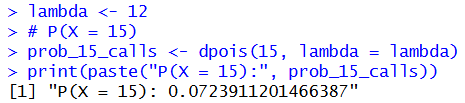 > lambda <- 12
> # P(X = 15)
> prob_15_calls <- dpois(15, lambda = lambda)
> print(paste("P(X = 15):", prob_15_calls))
[1] "P(X = 15): 0.0723911201466387"